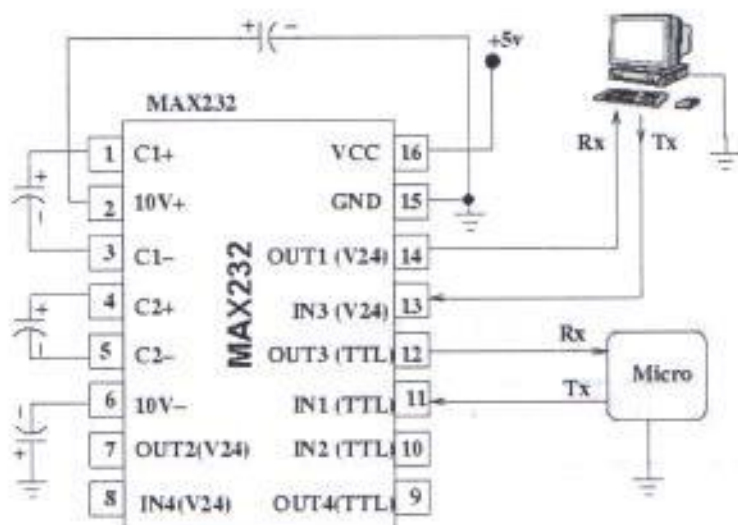 + −
+5v
MAX232
Rx Tx
1 C1+ VCC 16
+
−
2 10V+ GND 15
3 C1− OUT1 (V24) 14
MAX232
4 C2+ IN3 (V24) 13
+
−
5 C2− OUT3 (TTL) 12 Rx
Micro
6 10V− IN1 (TTL) 11 Tx
−
+
7 OUT2(V24) IN2 (TTL) 10
8 IN4(V24) OUT4(TTL) 9